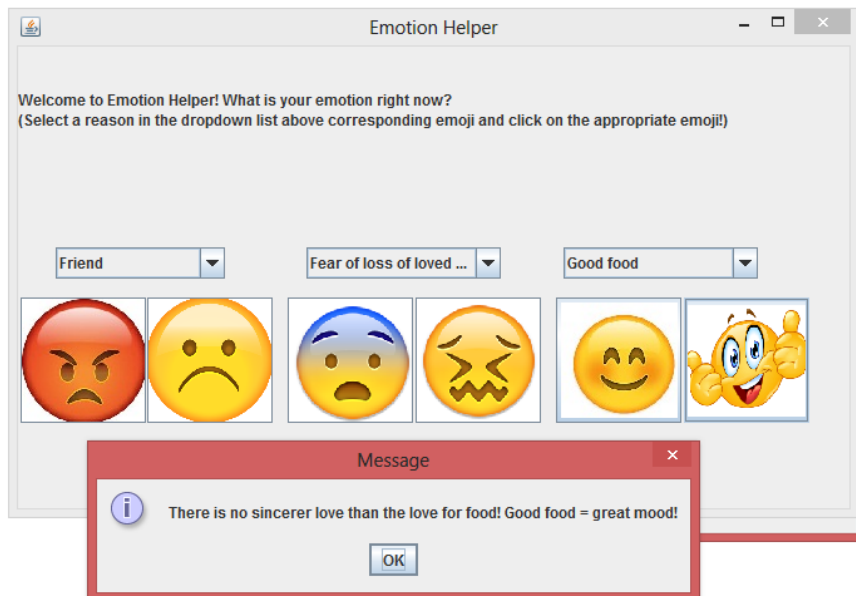 Emotion Helper
Welcome to Emotion Helper! What is your emotion right now?
(Select a reason in the dropdown list above corresponding emoji and click on the appropriate emoji!)
Friend
Fear of loss of loved ...
Good food
Message
There is no sincerer love than the love for food! Good food = great mood!
OK